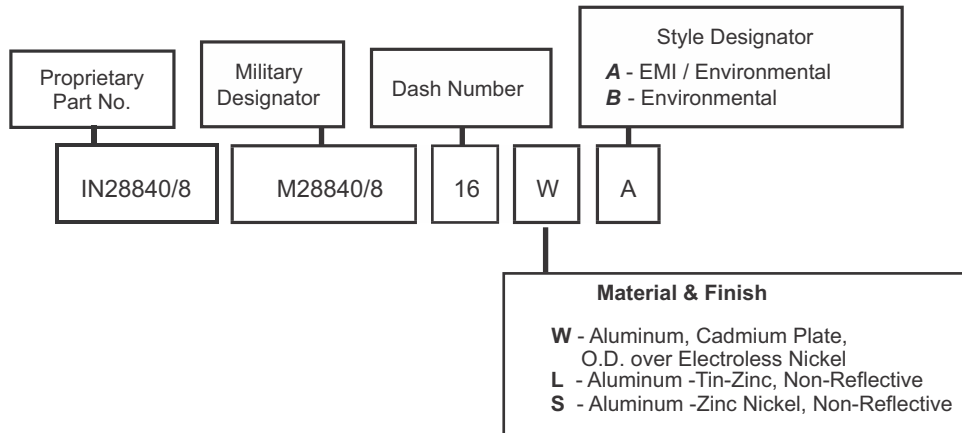 Proprietary
Part No.
Military
Designator
Dash Number
Style Designator
A - EMI / Environmental
B - Environmental
IN28840/8
M28840/8
16
W
A
Material & Finish
W - Aluminum, Cadmium Plate,
O.D. over Electroless Nickel
L - Aluminum -Tin-Zinc, Non-Reflective
S - Aluminum -Zinc Nickel, Non-Reflective